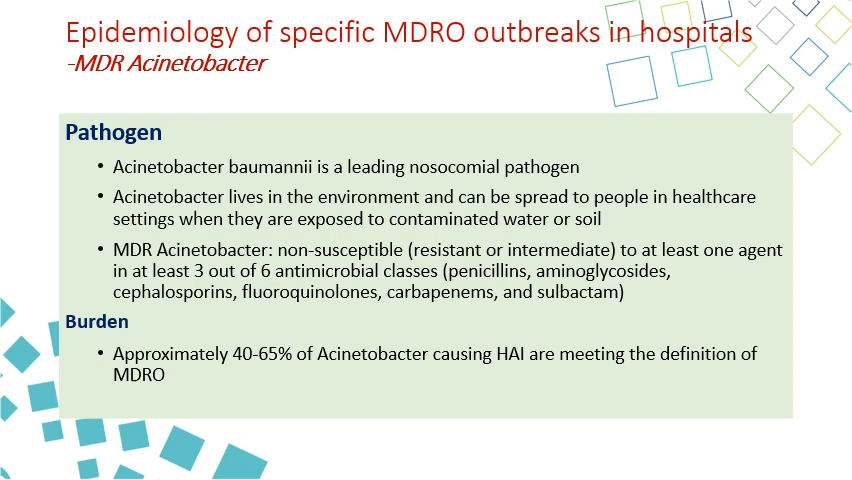 Epidemiology of specific MDRO outbreaks in hospitals
-MDR Acinetobacter
Pathogen
• Acinetobacter baumannii is a leading nosocomial pathogen
• Acinetobacter lives in the environment and can be spread to people in healthcare
settings when they are exposed to contaminated water or soil
• MDR Acinetobacter: non-susceptible (resistant or intermediate) to at least one agent
in at least 3 out of 6 antimicrobial classes (penicillins, aminoglycosides,
cephalosporins, fluoroquinolones, carbapenems, and sulbactam)
Burden
• Approximately 40-65% of Acinetobacter causing HAI are meeting the definition of
MDRO